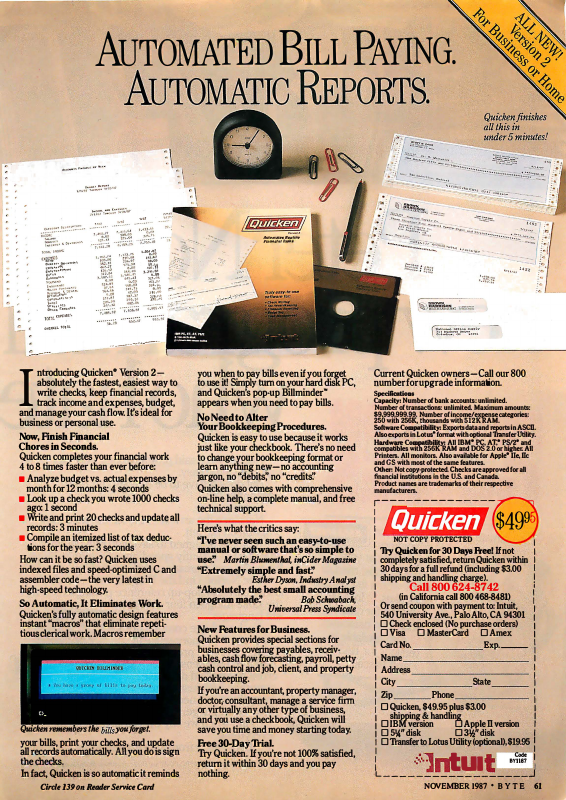 ALL NEW!
Version 2
For Business or Home
AUTOMATED BILL PAYING.
AUTOMATIC REPORTS.
Quicken finishes
all this in
under 5 minutes!
Quicken
Introducing Quicken® Version 2—
absolutely the fastest, easiest way to
write checks, keep financial records,
track income and expenses, budget,
and manage your cash flow. It's ideal for
business or personal use.
Now, Finish Financial
Chores in Seconds.
Quicken completes your financial work
4 to 8 times faster than ever before:
Analyze budget vs. actual expenses by
month for 12 months: 4 seconds
Look up a check you wrote 1000 checks
ago: 1 second
Write and print 20 checks and update all
records: 3 minutes
Compile an itemized list of tax deduc-
tions for the year: 3 seconds
How can it be so fast? Quicken uses
indexed files and speed-optimized C and
assembler code—the very latest in
high-speed technology.
So Automatic, It Eliminates Work.
Quicken's fully automatic design features
instant "macros" that eliminate repeti-
tious clerical work. Macros remember
QUICKEN BILLMINDER
You have a group of bills to pay today
Quicken remembers the bills you forget.
your bills, print your checks, and update
all records automatically. All you do is sign
the checks.
In fact, Quicken is so automatic it reminds
you when to pay bills even if you forget
to use it! Simply turn on your hard disk PC,
and Quicken's pop-up Billminder™
appears when you need to pay bills.
No Need to Alter
Your Bookkeeping Procedures.
Quicken is easy to use because it works
just like your checkbook. There's no need
to change your bookkeeping format or
learn anything new—no accounting
jargon, no "debits," no "credits."
Quicken also comes with comprehensive
on-line help, a complete manual, and free
technical support.
Here's what the critics say:
"I've never seen such an easy-to-use
manual or software that's so simple to
use." Martin Blumenthal, inCider Magazine
"Extremely simple and fast."
Esther Dyson, Industry Analyst
"Absolutely the best small accounting
program made." Bob Schwabach,
Universal Press Syndicate
New Features for Business.
Quicken provides special sections for
businesses covering payables, receiv-
ables, cash flow forecasting, payroll, petty
cash control and job, client, and property
bookkeeping.
If you're an accountant, property manager,
doctor, consultant, manage a service firm
or virtually any other type of business,
and you use a checkbook, Quicken will
save you time and money starting today.
Free 30-Day Trial.
Try Quicken. If you're not 100% satisfied,
return it within 30 days and you pay
nothing.
Current Quicken owners—Call our 800
number for upgrade information.
Specifications
Capacity: Number of bank accounts: unlimited.
Number of transactions: unlimited. Maximum amounts:
$9,999,999.99. Number of income/expense categories:
250 with 256K, thousands with 512K RAM.
Software Compatibility: Exports data and reports in ASCII.
Also exports in Lotus® format with optional Transfer Utility.
Hardware Compatibility: All IBM® PC, AT,® PS/2® and
compatibles with 256K RAM and DOS 2.0 or higher. All
Printers. All monitors. Also available for Apple® IIe, IIc
and GS with most of the same features.
Other: Not copy protected. Checks are approved for all
financial institutions in the U.S. and Canada.
Product names are trademarks of their respective
manufacturers.
Quicken $49.95
NOT COPY PROTECTED
Try Quicken for 30 Days Free! If not
completely satisfied, return Quicken within
30 days for a full refund (including $3.00
shipping and handling charge).
Call 800 624-8742
(in California call 800 468-8481)
Or send coupon with payment to: Intuit,
540 University Ave., Palo Alto, CA 94301
Check enclosed (No purchase orders)
Visa MasterCard Amex
Card No. Exp.
Name
Address
City State
Zip Phone
Quicken, $49.95 plus $3.00
shipping & handling
IBM version Apple II version
5¼" disk 3½" disk
Transfer to Lotus Utility (optional), $19.95
Intuit Code
BY1187
Circle 139 on Reader Service Card
NOVEMBER 1987 • BYTE 61